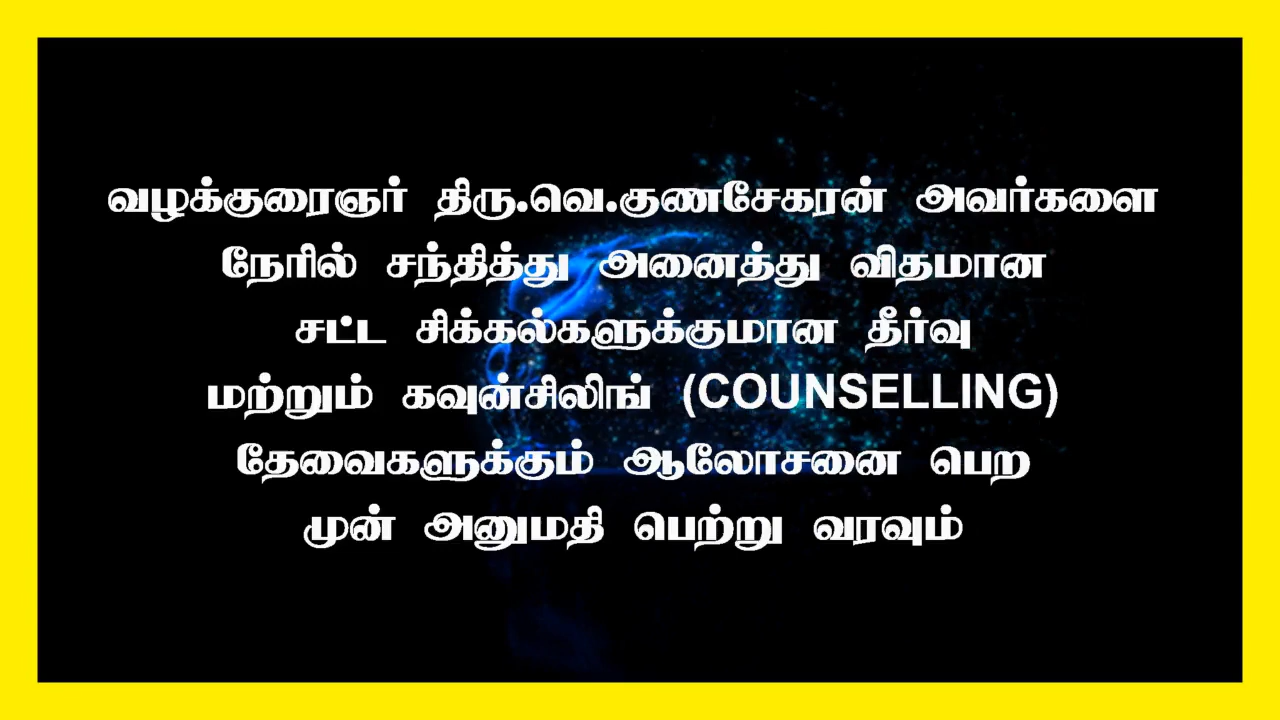 வழக்குரைஞர் திரு.வெ.குணசேகரன் அவர்களை
நேரில் சந்தித்து அனைத்து விதமான
சட்ட சிக்கல்களுக்குமான தீர்வு
மற்றும் கவுன்சிலிங் (COUNSELLING)
தேவைகளுக்கும் ஆலோசனை பெற
முன் அனுமதி பெற்று வரவும்